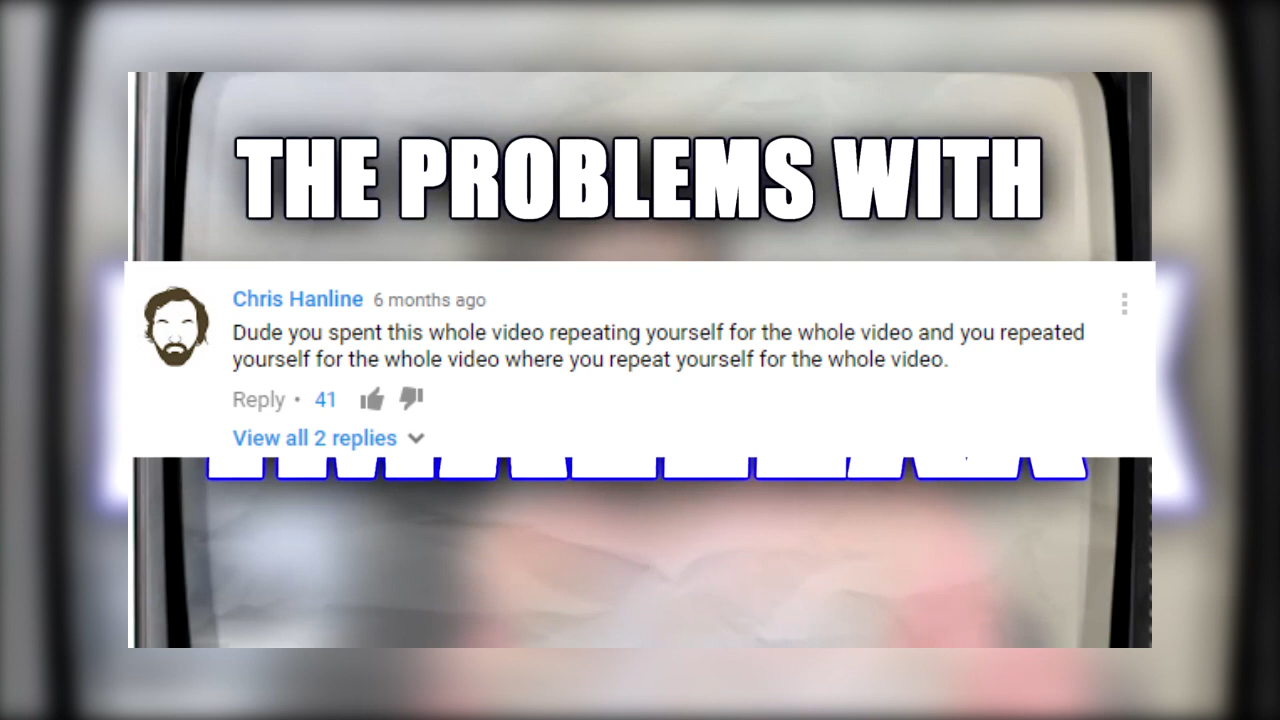 THE PROBLEMS WITH
Chris Hanline 6 months ago
Dude you spent this whole video repeating yourself for the whole video and you repeated
yourself for the whole video where you repeat yourself for the whole video.
Reply • 41
View all 2 replies